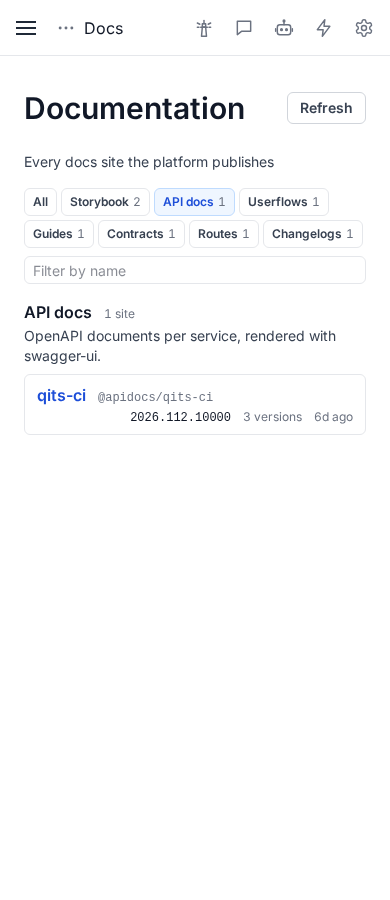 Docs
Documentation
Refresh
Every docs site the platform publishes
All Storybook 2 API docs 1 Userflows 1
Guides 1 Contracts 1 Routes 1 Changelogs 1
Filter by name
API docs 1 site
OpenAPI documents per service, rendered with
swagger-ui.
qits-ci @apidocs/qits-ci
2026.112.10000 3 versions 6d ago